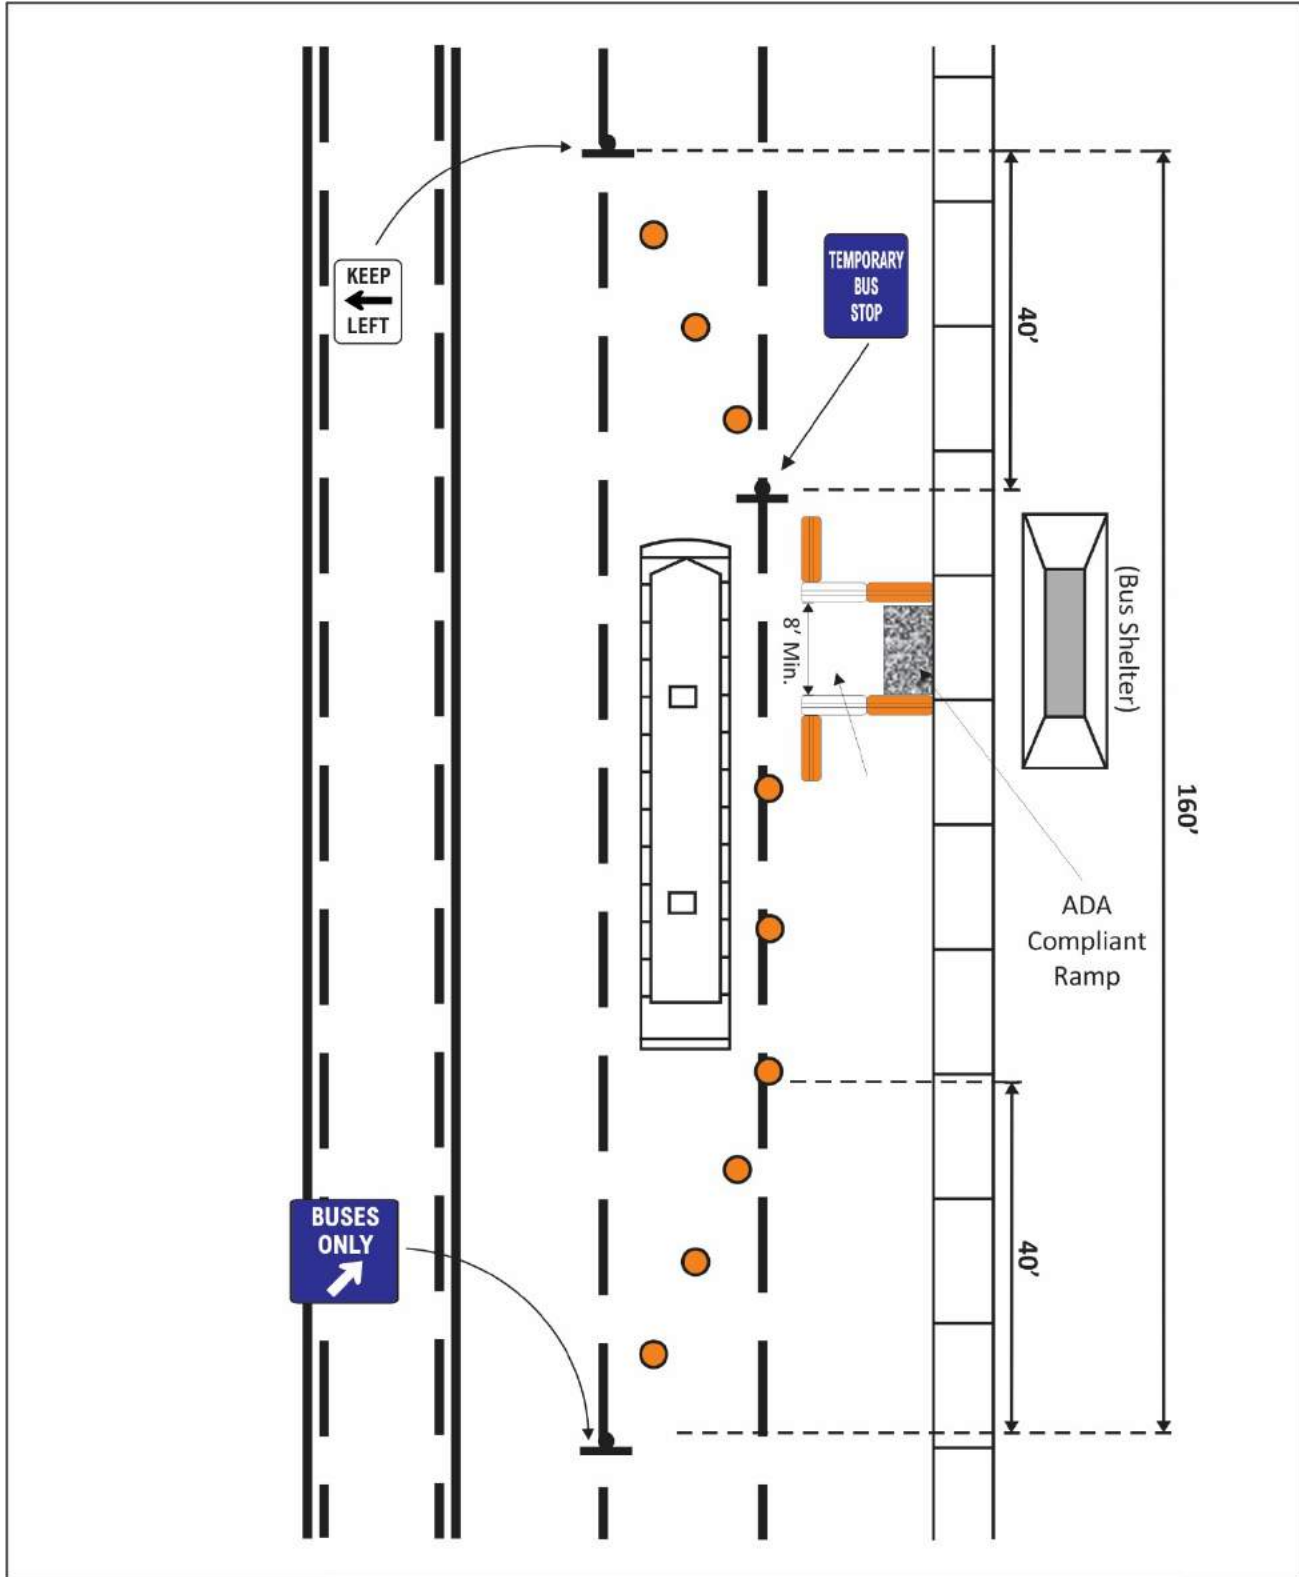 KEEP
LEFT
TEMPORARY
BUS
STOP
40'
(Bus Shelter)
8' Min.
160'
ADA
Compliant
Ramp
BUSES
ONLY
40'